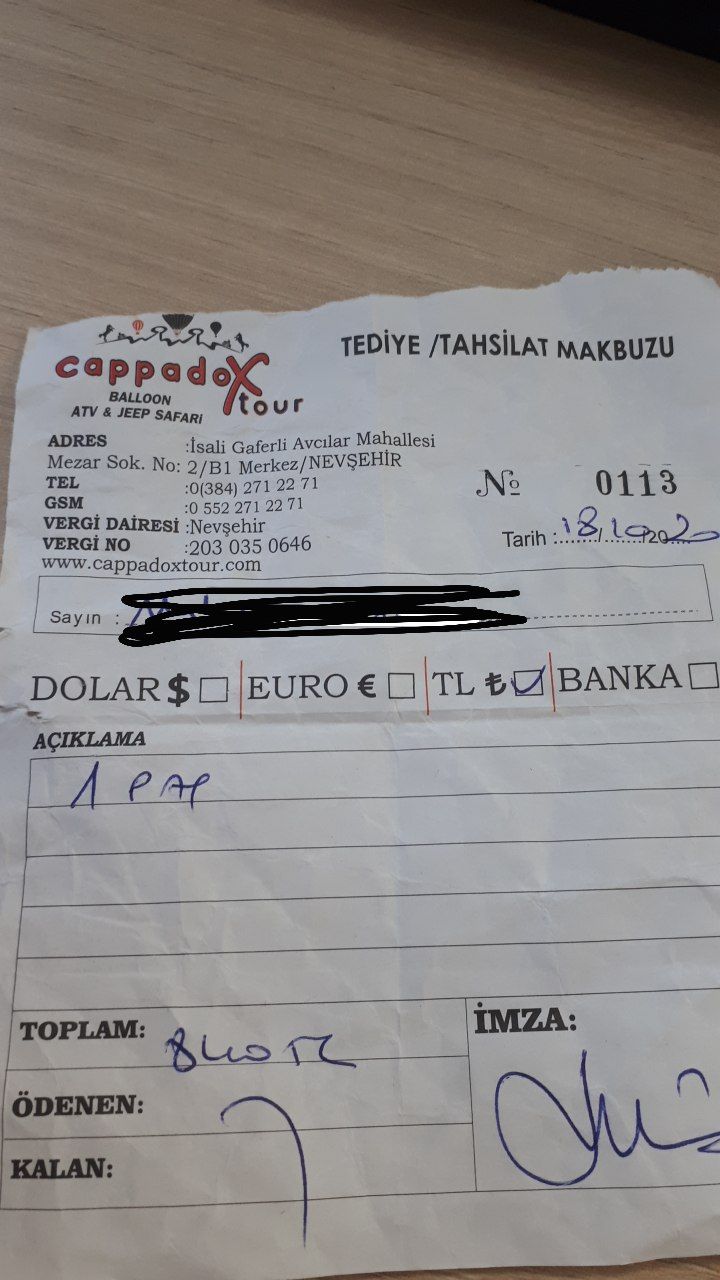 cappadox tour
BALLOON
ATV & JEEP SAFARI
TEDİYE /TAHSİLAT MAKBUZU
ADRES :İsali Gaferli Avcılar Mahallesi
Mezar Sok. No: 2/B1 Merkez/NEVŞEHİR
TEL :0(384) 271 22 71
GSM :0 552 271 22 71
VERGİ DAİRESİ :Nevşehir
VERGİ NO :203 035 0646
www.cappadoxtour.com
№ 0113
Tarih : 18/10/2020
Sayın :
DOLAR $ EURO € TL ₺ BANKA
AÇIKLAMA
1 PAP
TOPLAM: 840 TL
ÖDENEN:
KALAN:
İMZA: